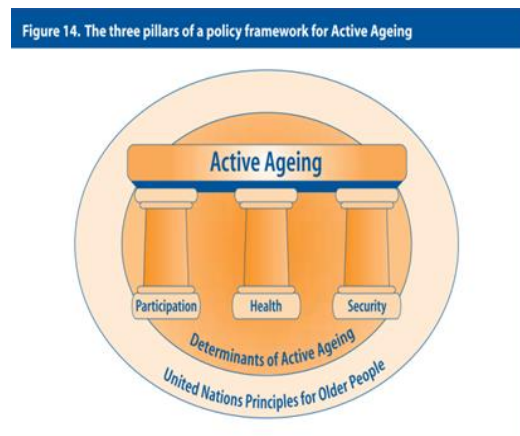 Figure 14. The three pillars of a policy framework for Active Ageing
Active Ageing
Participation
Health
Security
Determinants of Active Ageing
United Nations Principles for Older People